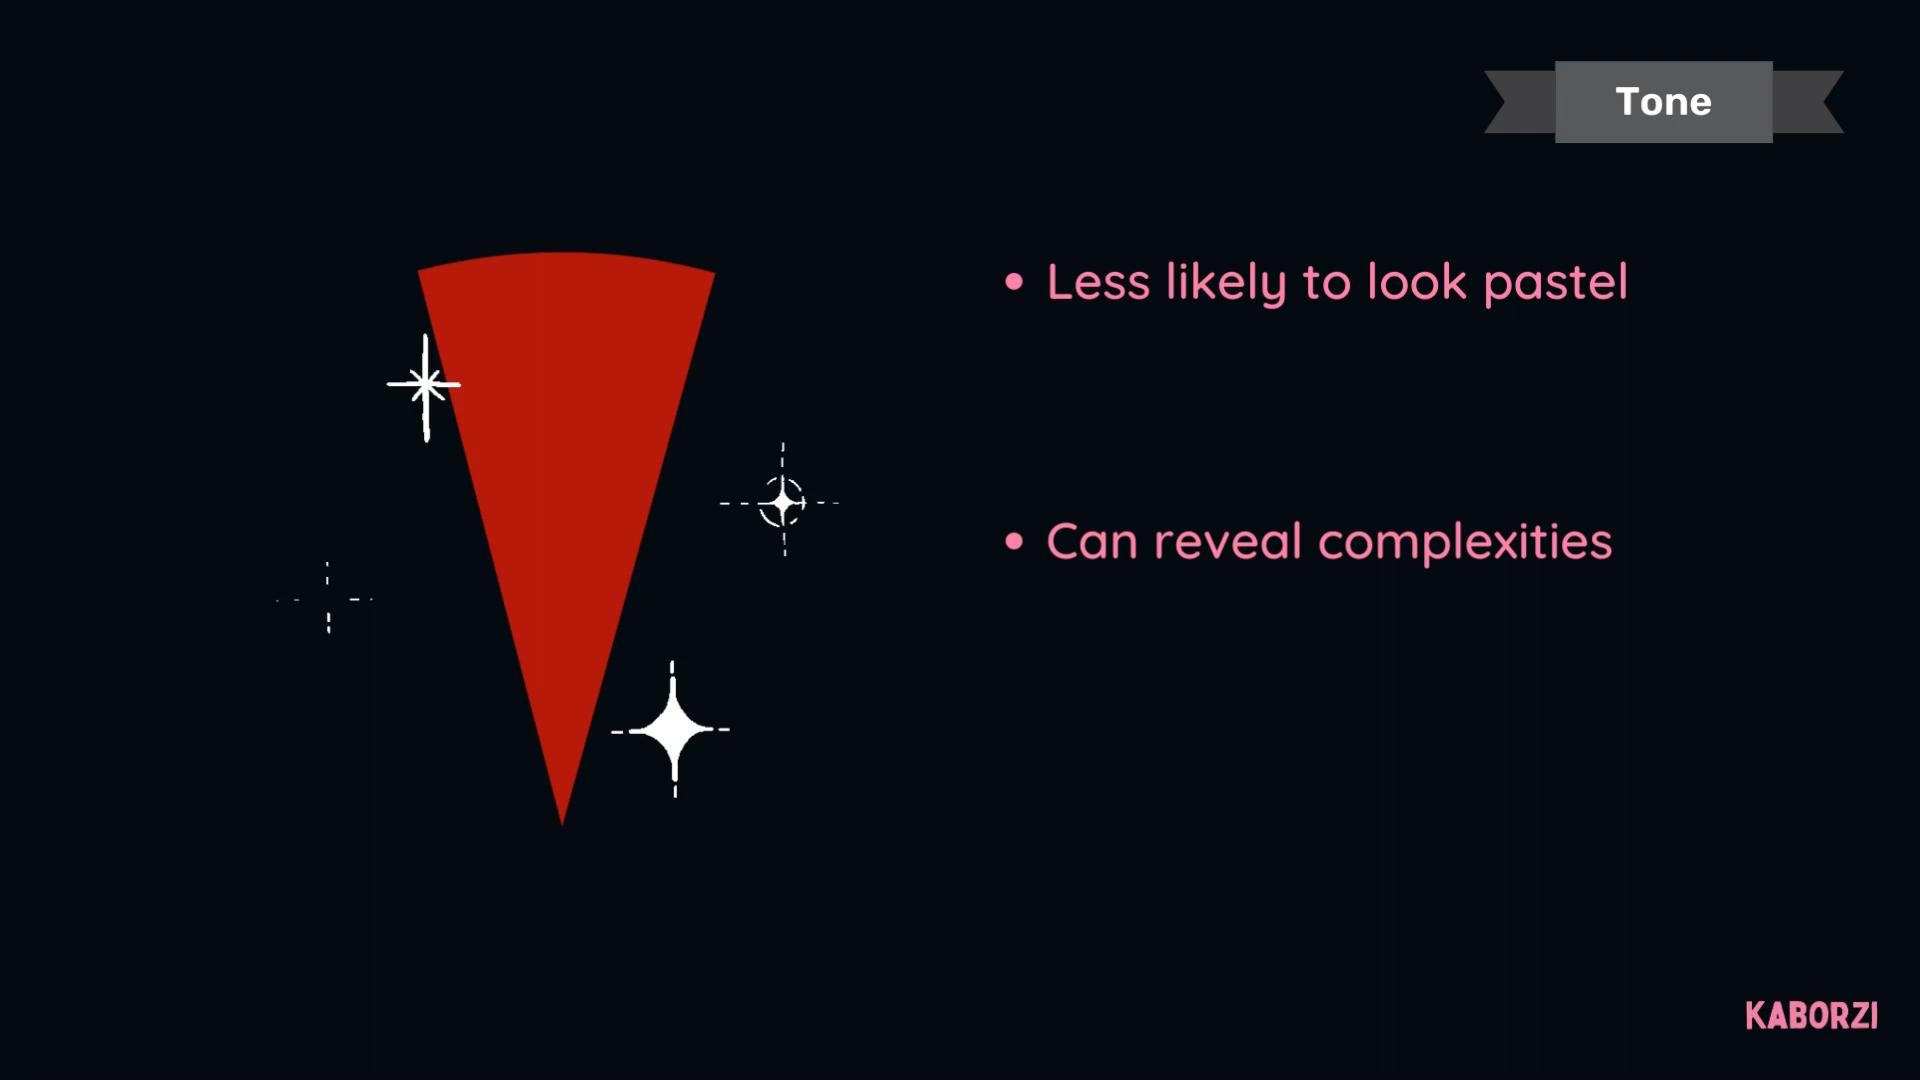 Tone
• Less likely to look pastel
• Can reveal complexities
KABORZI